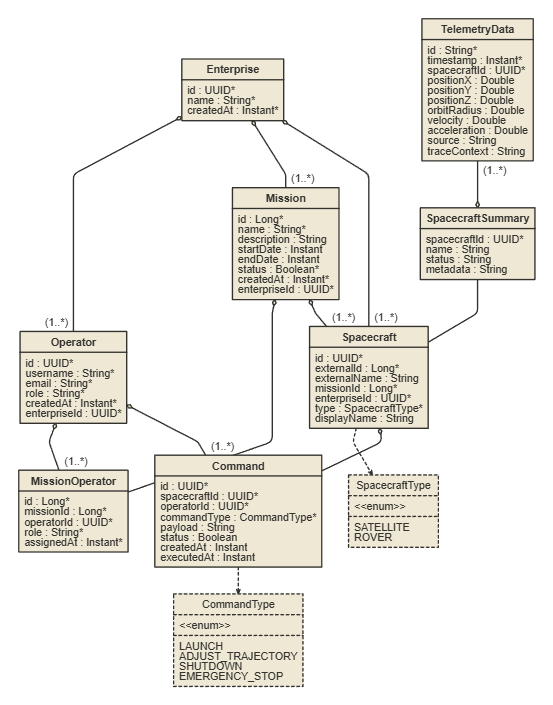 TelemetryData
id : String*
timestamp : Instant*
spacecraftId : UUID*
positionX : Double
positionY : Double
positionZ : Double
orbitRadius : Double
velocity : Double
acceleration : Double
source : String
traceContext : String
(1..*)
Enterprise
id : UUID*
name : String*
createdAt : Instant*
(1..*)
Mission
id : Long*
name : String*
description : String
startDate : Instant
endDate : Instant
status : Boolean*
createdAt : Instant*
enterpriseId : UUID*
SpacecraftSummary
spacecraftId : UUID*
name : String
status : String
metadata : String
(1..*)
(1..*)
(1..*)
Operator
id : UUID*
username : String*
email : String*
role : String*
createdAt : Instant*
enterpriseId : UUID*
Spacecraft
id : UUID*
externalId : Long*
externalName : String
missionId : Long*
enterpriseId : UUID*
type : SpacecraftType*
displayName : String
(1..*)
(1..*)
MissionOperator
id : Long*
missionId : Long*
operatorId : UUID*
role : String*
assignedAt : Instant*
Command
id : UUID*
spacecraftId : UUID*
operatorId : UUID*
commandType : CommandType*
payload : String
status : Boolean
createdAt : Instant
executedAt : Instant
SpacecraftType
<<enum>>
SATELLITE
ROVER
CommandType
<<enum>>
LAUNCH
ADJUST_TRAJECTORY
SHUTDOWN
EMERGENCY_STOP